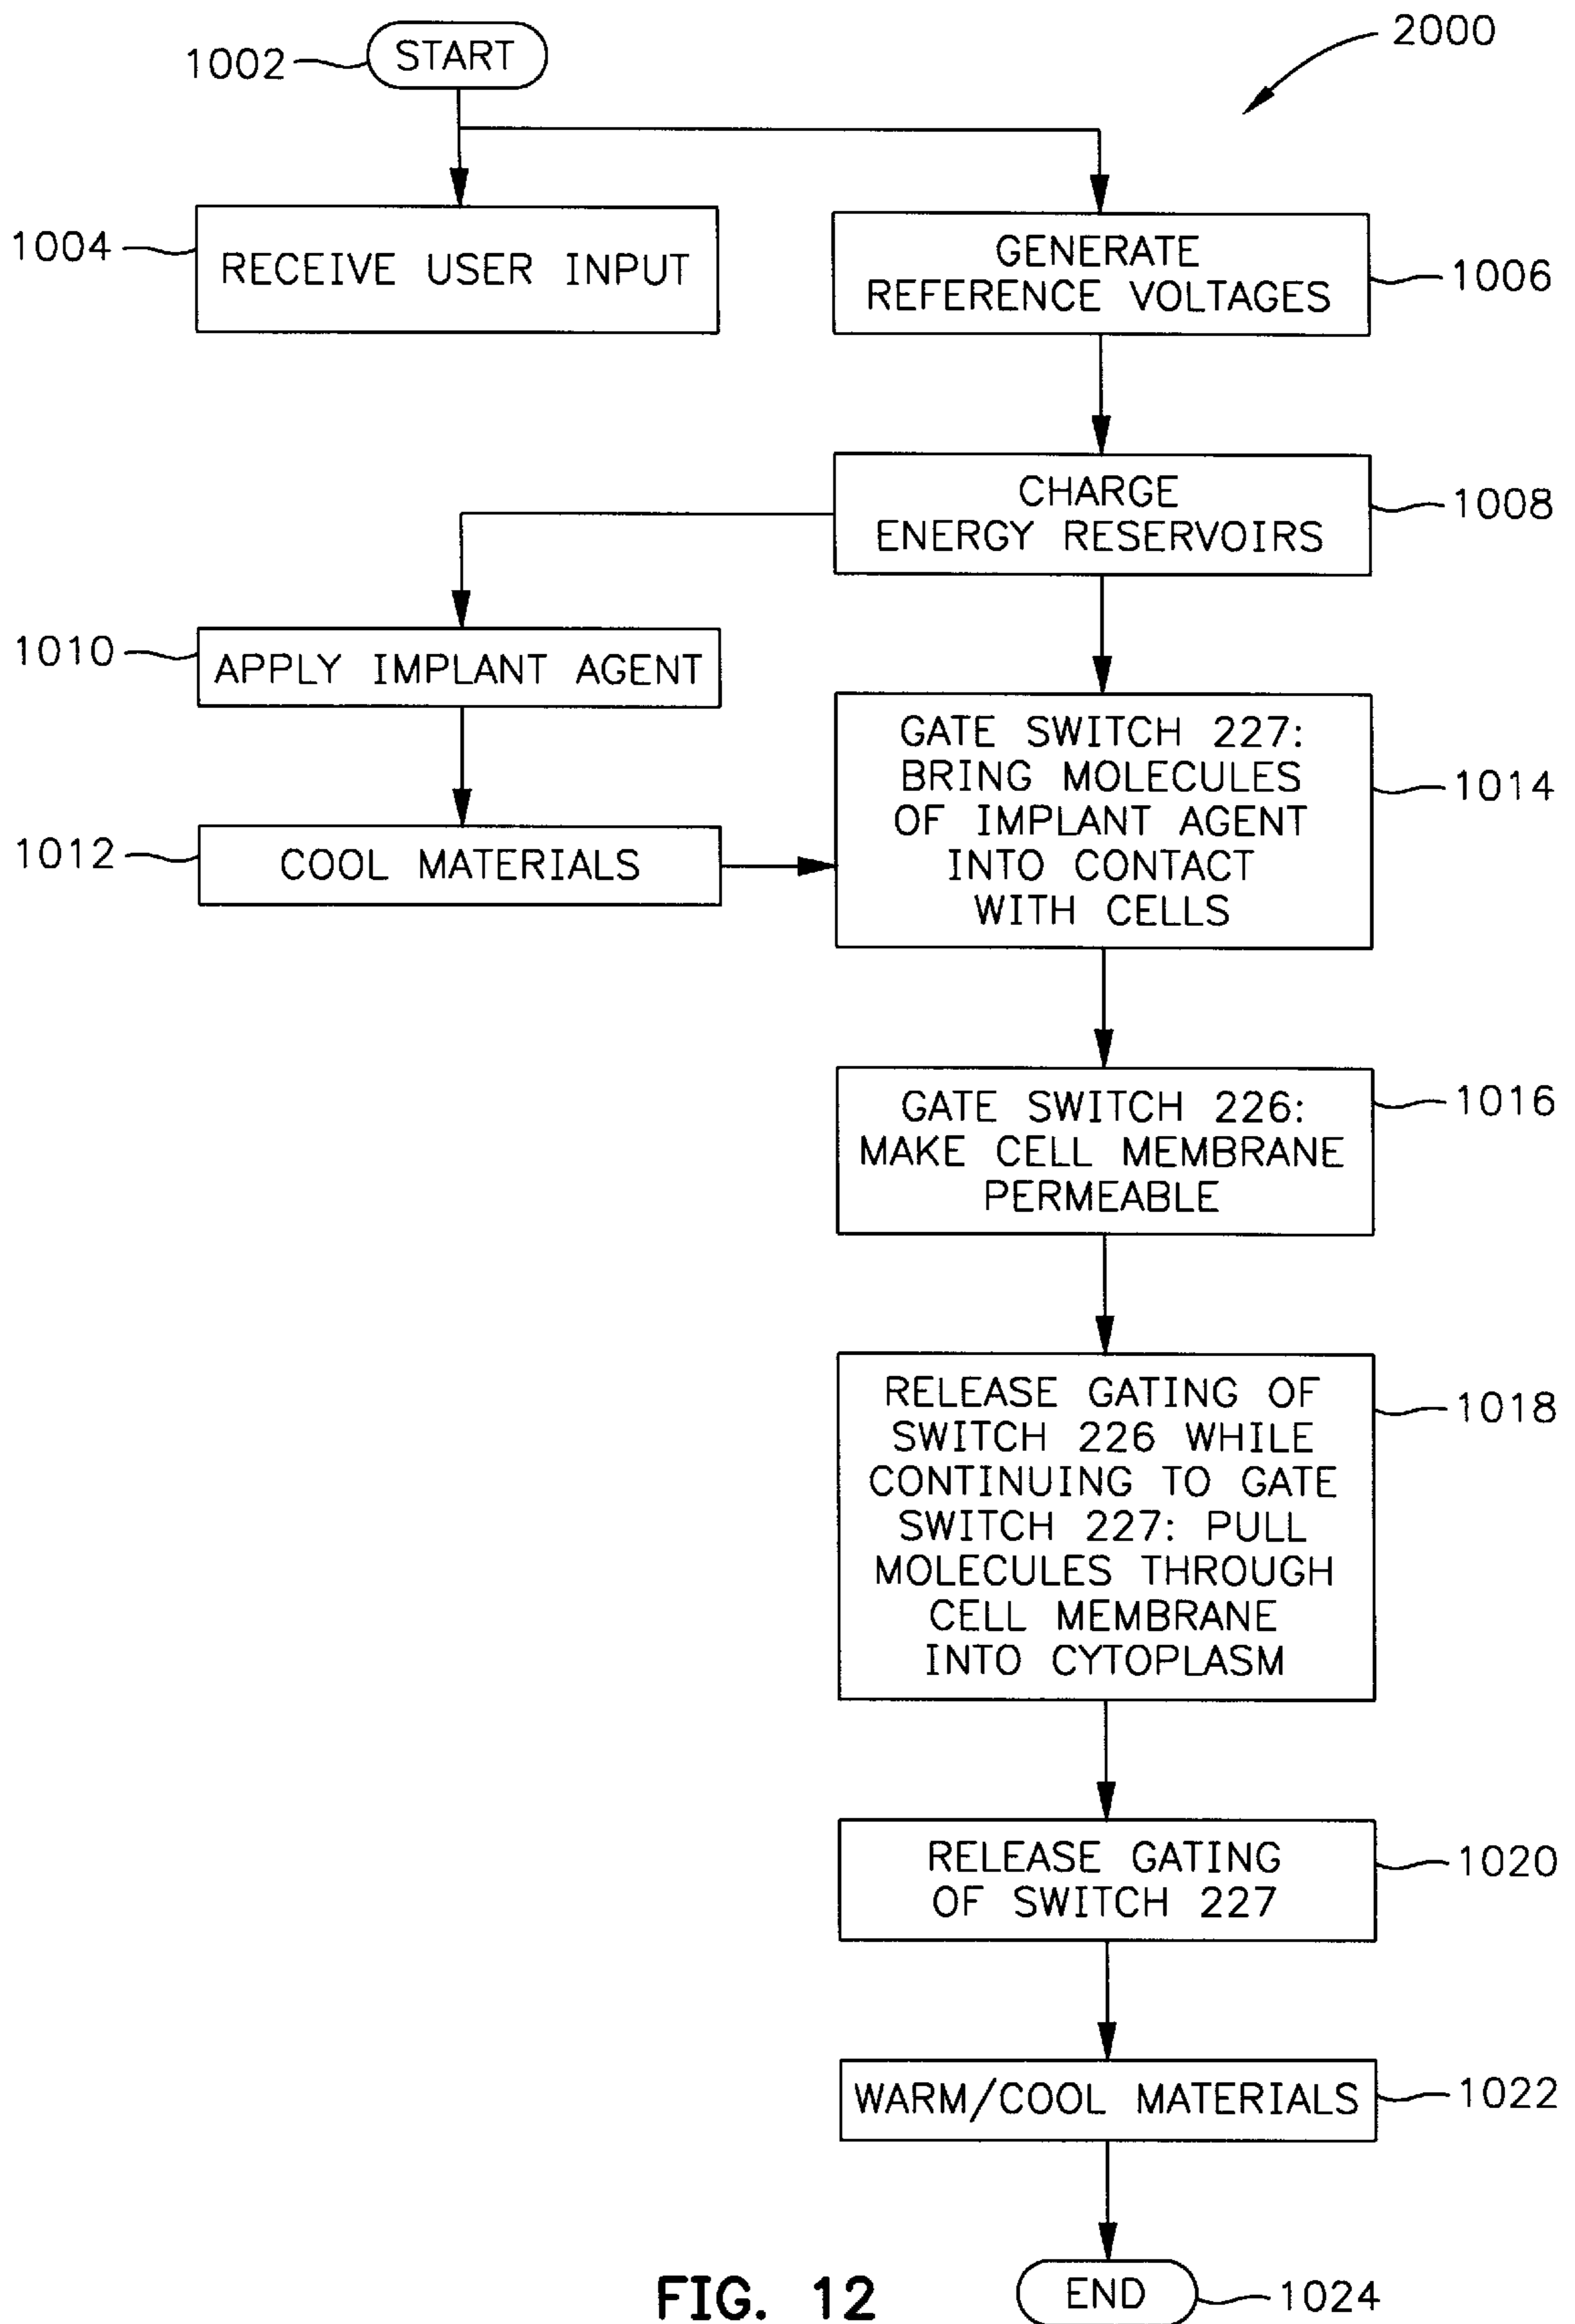 2000
1002
START
1004
RECEIVE USER INPUT
GENERATE
REFERENCE VOLTAGES
1006
CHARGE
ENERGY RESERVOIRS
1008
1010
APPLY IMPLANT AGENT
1012
COOL MATERIALS
GATE SWITCH 227:
BRING MOLECULES
OF IMPLANT AGENT
INTO CONTACT
WITH CELLS
1014
GATE SWITCH 226:
MAKE CELL MEMBRANE
PERMEABLE
1016
RELEASE GATING OF
SWITCH 226 WHILE
CONTINUING TO GATE
SWITCH 227: PULL
MOLECULES THROUGH
CELL MEMBRANE
INTO CYTOPLASM
1018
RELEASE GATING
OF SWITCH 227
1020
WARM/COOL MATERIALS
1022
END
1024
FIG. 12